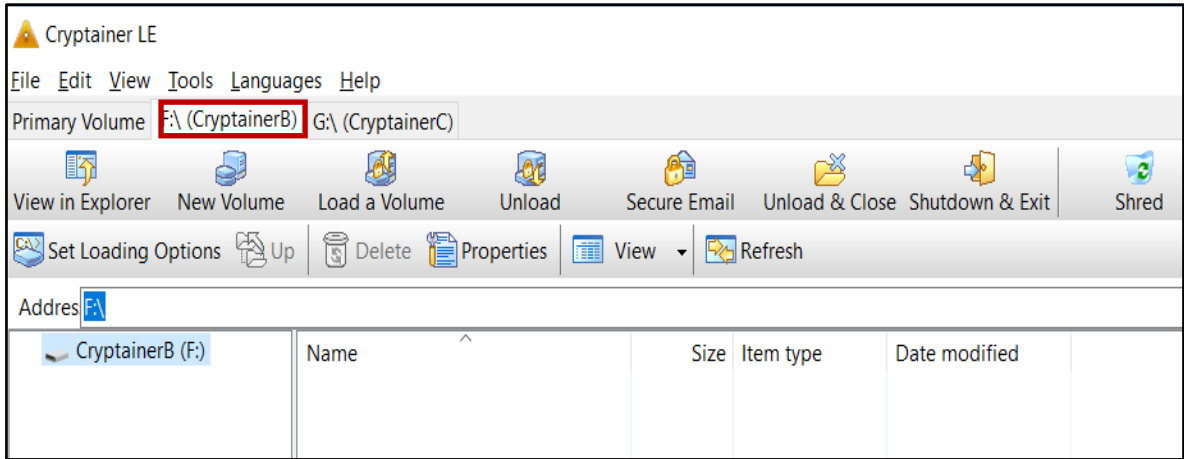 Cryptainer LE
File Edit View Tools Languages Help
Primary Volume F:\ (CryptainerB) G:\ (CryptainerC)
View in Explorer New Volume Load a Volume Unload Secure Email Unload & Close Shutdown & Exit Shred
Set Loading Options Up Delete Properties View Refresh
Addres F:\
CryptainerB (F:) Name Size Item type Date modified